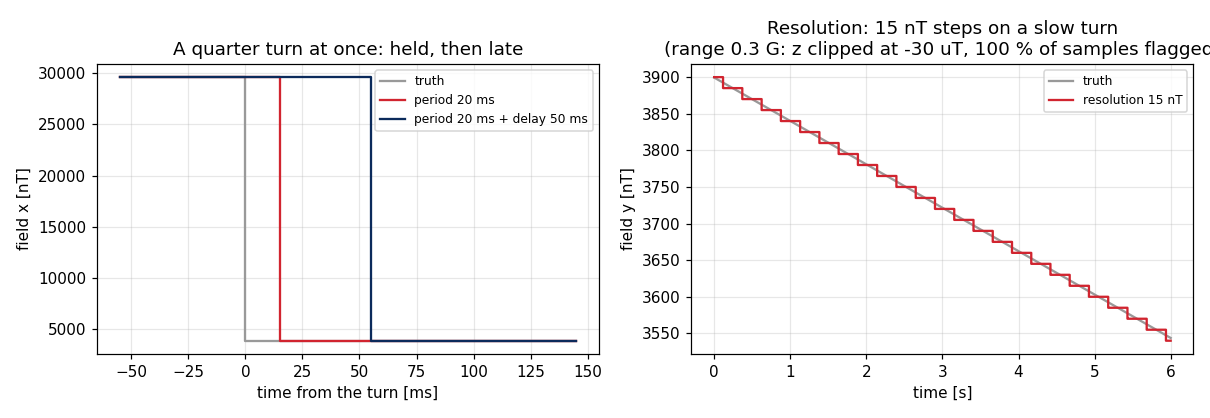 A quarter turn at once: held, then late
30000
25000
20000
15000
10000
5000
field x [nT]
truth
period 20 ms
period 20 ms + delay 50 ms
−50
−25
0
25
50
75
100
125
150
time from the turn [ms]
Resolution: 15 nT steps on a slow turn
(range 0.3 G: z clipped at -30 uT, 100 % of samples flagged
3900
3850
3800
3750
3700
3650
3600
3550
field y [nT]
truth
resolution 15 nT
0
1
2
3
4
5
6
time [s]